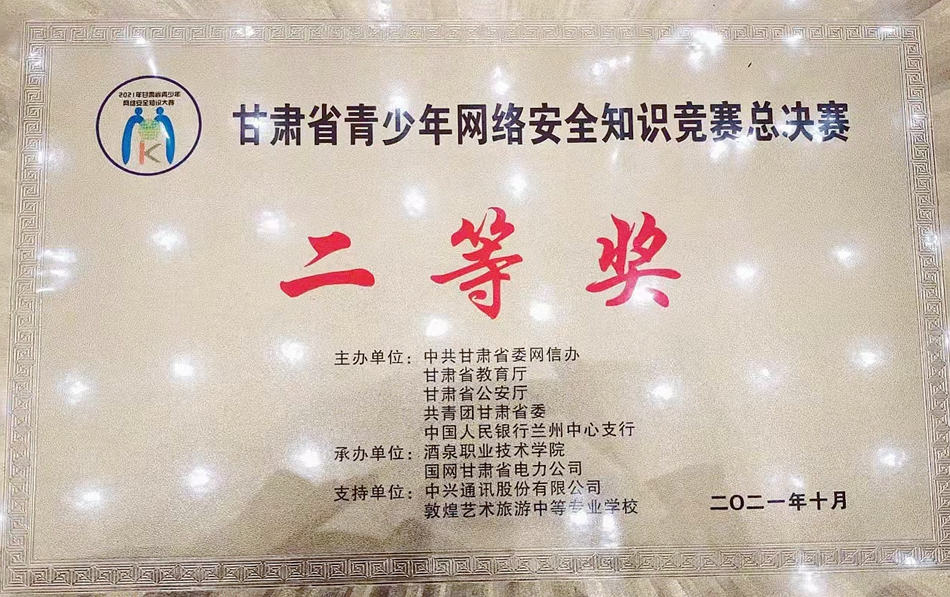 2021年甘肃省青少年
网络安全知识大赛
甘肃省青少年网络安全知识竞赛总决赛
二等奖
主办单位：中共甘肃省委网信办
甘肃省教育厅
甘肃省公安厅
共青团甘肃省委
中国人民银行兰州中心支行
承办单位：酒泉职业技术学院
国网甘肃省电力公司
支持单位：中兴通讯股份有限公司
敦煌艺术旅游中等专业学校
二〇二一年十月